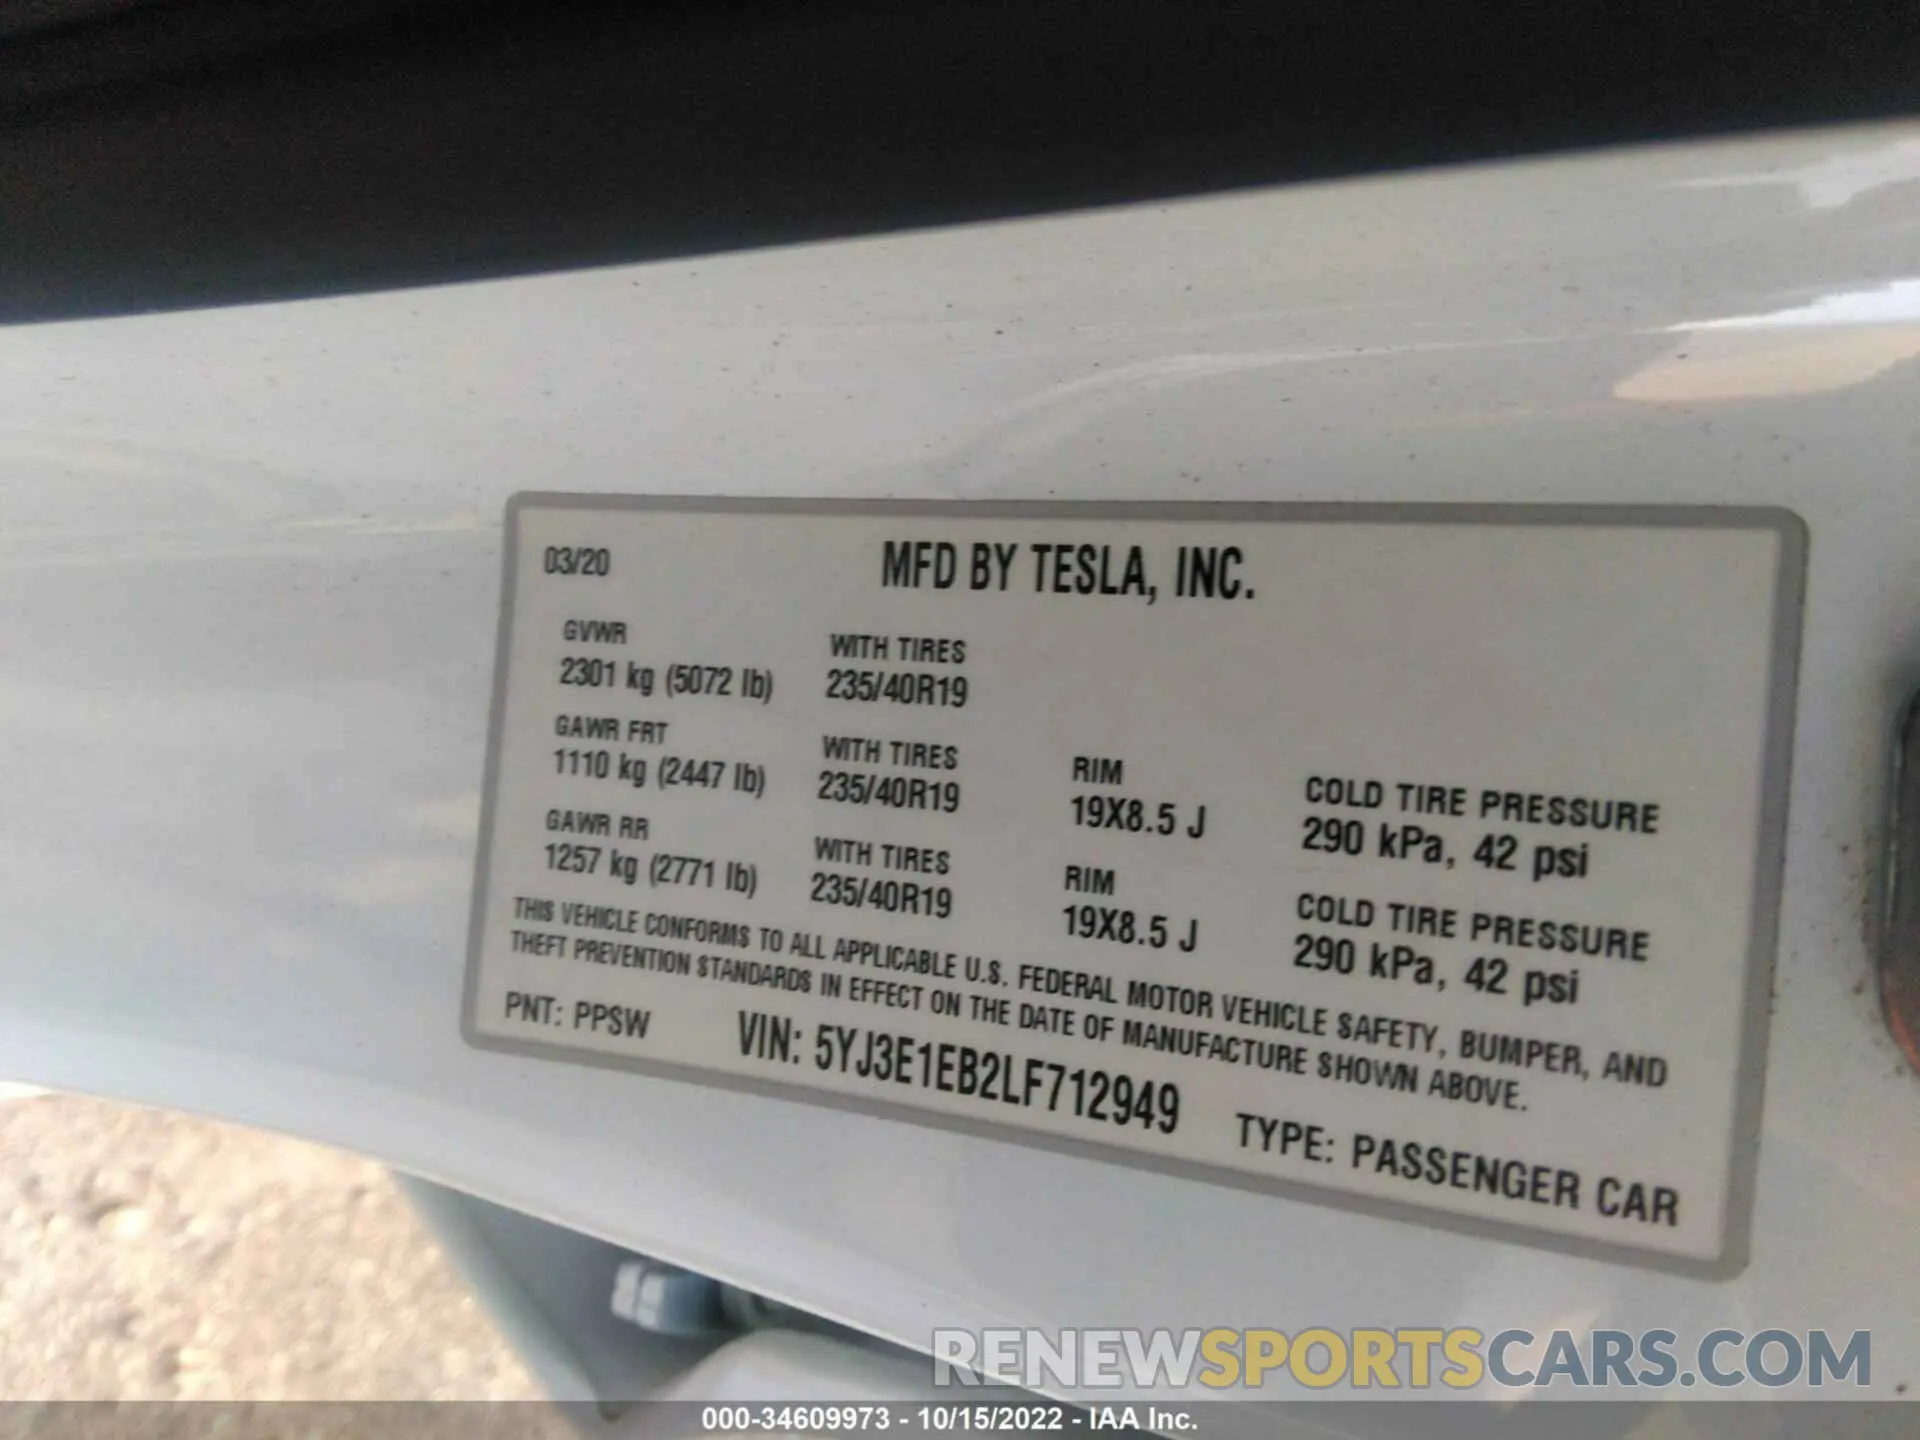 03/20
MFD BY TESLA, INC.
GVWR
2301 kg (5072 lb)
WITH TIRES
235/40R19
GAWR FRT
1110 kg (2447 lb)
WITH TIRES
235/40R19
RIM
19X8.5 J
COLD TIRE PRESSURE
290 kPa, 42 psi
GAWR RR
1257 kg (2771 lb)
WITH TIRES
235/40R19
RIM
19X8.5 J
COLD TIRE PRESSURE
290 kPa, 42 psi
THIS VEHICLE CONFORMS TO ALL APPLICABLE U.S. FEDERAL MOTOR VEHICLE SAFETY, BUMPER, AND
THEFT PREVENTION STANDARDS IN EFFECT ON THE DATE OF MANUFACTURE SHOWN ABOVE.
PNT: PPSW
VIN: 5YJ3E1EB2LF712949
TYPE: PASSENGER CAR
RENEWSPORTSCARS.COM
000-34609973 - 10/15/2022 - IAA Inc.